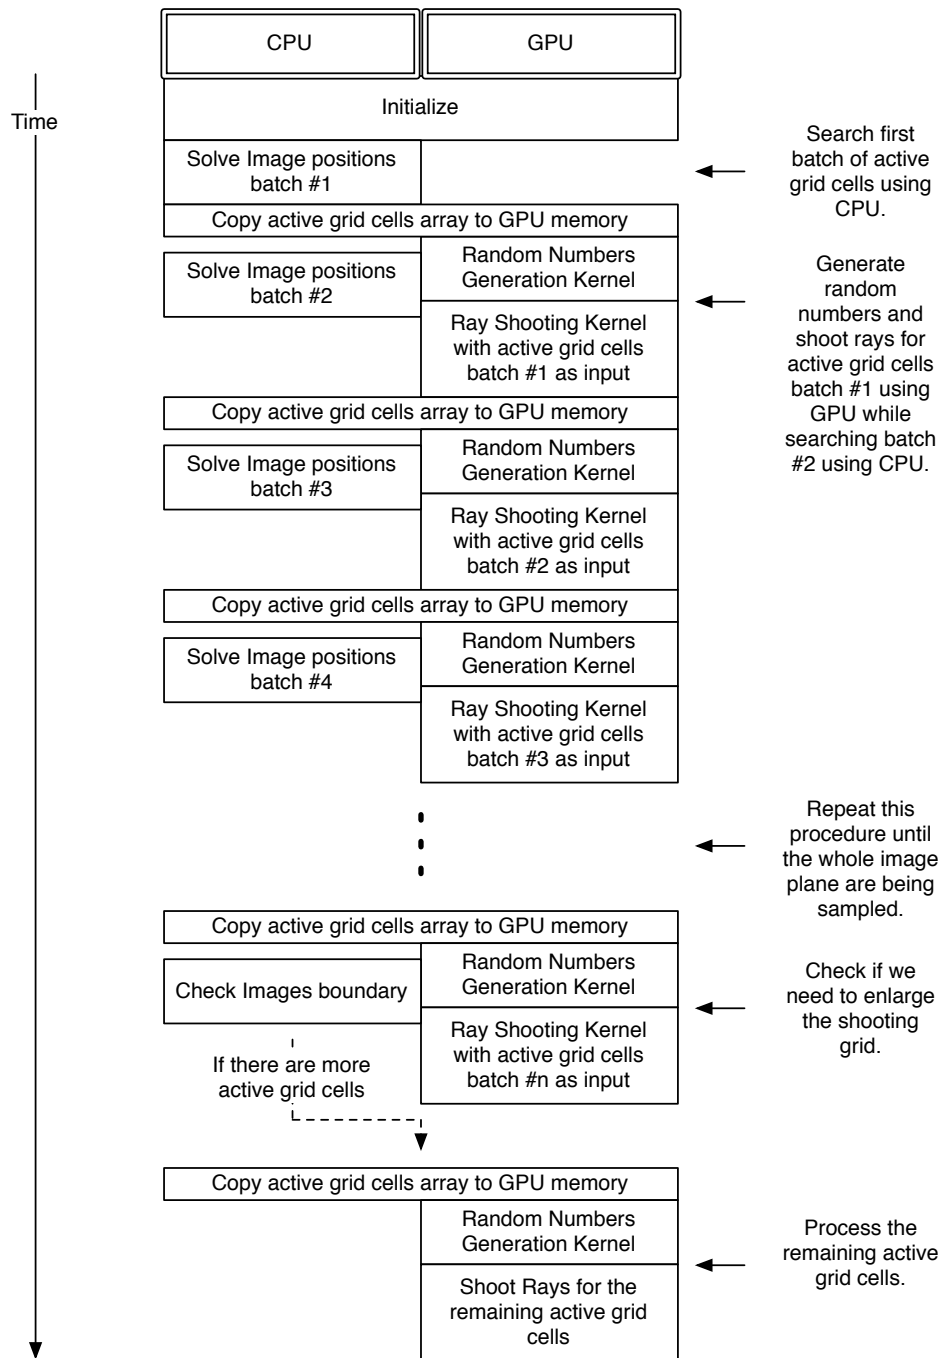 CPU
GPU
Time
Initialize
Solve Image positions
batch #1
Search first
batch of active
grid cells using
CPU.
Copy active grid cells array to GPU memory
Solve Image positions
batch #2
Random Numbers
Generation Kernel
Ray Shooting Kernel
with active grid cells
batch #1 as input
Generate
random
numbers and
shoot rays for
active grid cells
batch #1 using
GPU while
searching batch
#2 using CPU.
Copy active grid cells array to GPU memory
Solve Image positions
batch #3
Random Numbers
Generation Kernel
Ray Shooting Kernel
with active grid cells
batch #2 as input
Copy active grid cells array to GPU memory
Solve Image positions
batch #4
Random Numbers
Generation Kernel
Ray Shooting Kernel
with active grid cells
batch #3 as input
Repeat this
procedure until
the whole image
plane are being
sampled.
Copy active grid cells array to GPU memory
Check Images boundary
Random Numbers
Generation Kernel
Ray Shooting Kernel
with active grid cells
batch #n as input
Check if we
need to enlarge
the shooting
grid.
If there are more
active grid cells
Copy active grid cells array to GPU memory
Random Numbers
Generation Kernel
Shoot Rays for the
remaining active grid
cells
Process the
remaining active
grid cells.